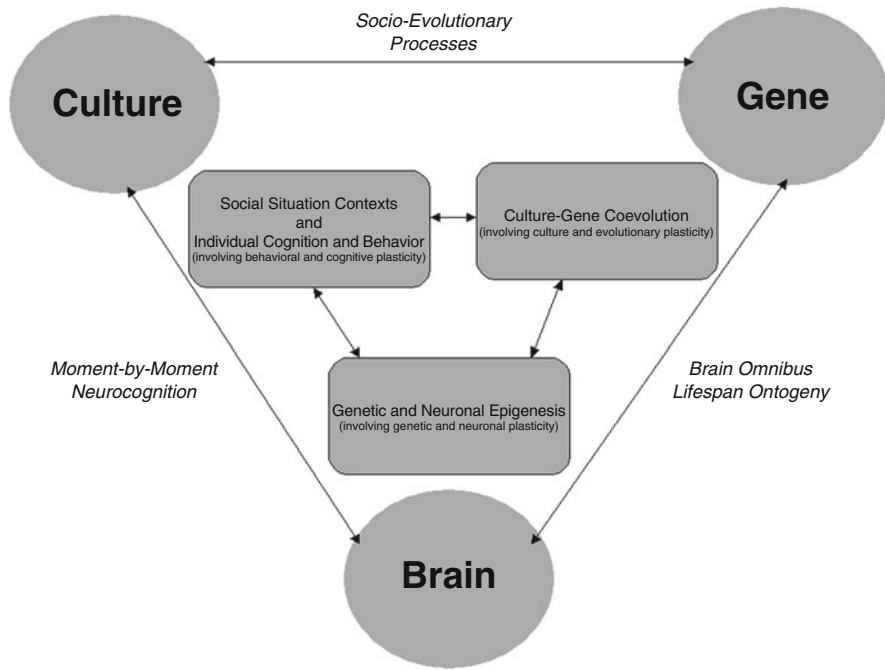 Socio-Evolutionary
Processes
Culture
Gene
Social Situation Contexts
and
Individual Cognition and Behavior
(involving behavioral and cognitive plasticity)
Culture-Gene Coevolution
(involving culture and evolutionary plasticity)
Moment-by-Moment
Neurocognition
Brain Omnibus
Lifespan Ontogeny
Genetic and Neuronal Epigenesis
(involving genetic and neuronal plasticity)
Brain